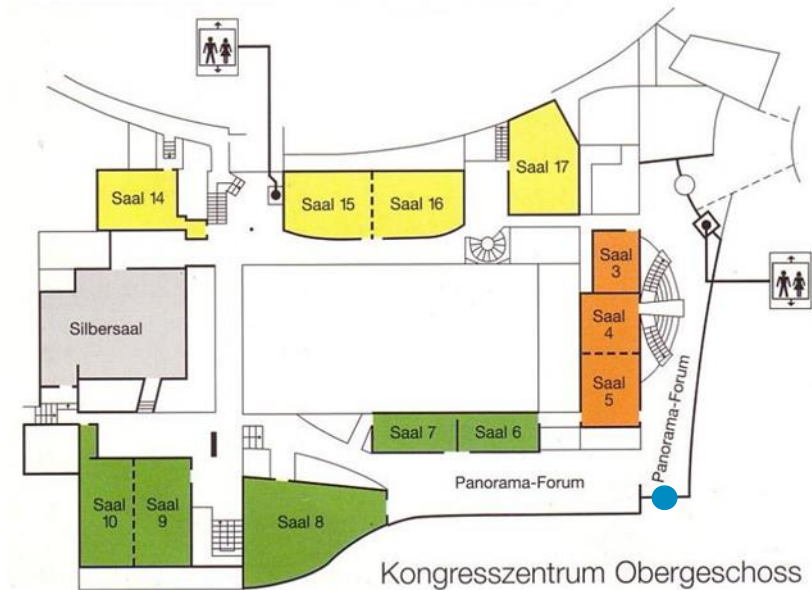 Saal 17
Saal 14
Saal 15
Saal 16
Saal
3
Silbersaal
Saal
4
Saal
5
Panorama-Forum
Saal 7
Saal 6
Panorama-Forum
Saal
10
Saal
9
Saal 8
Kongresszentrum Obergeschoss